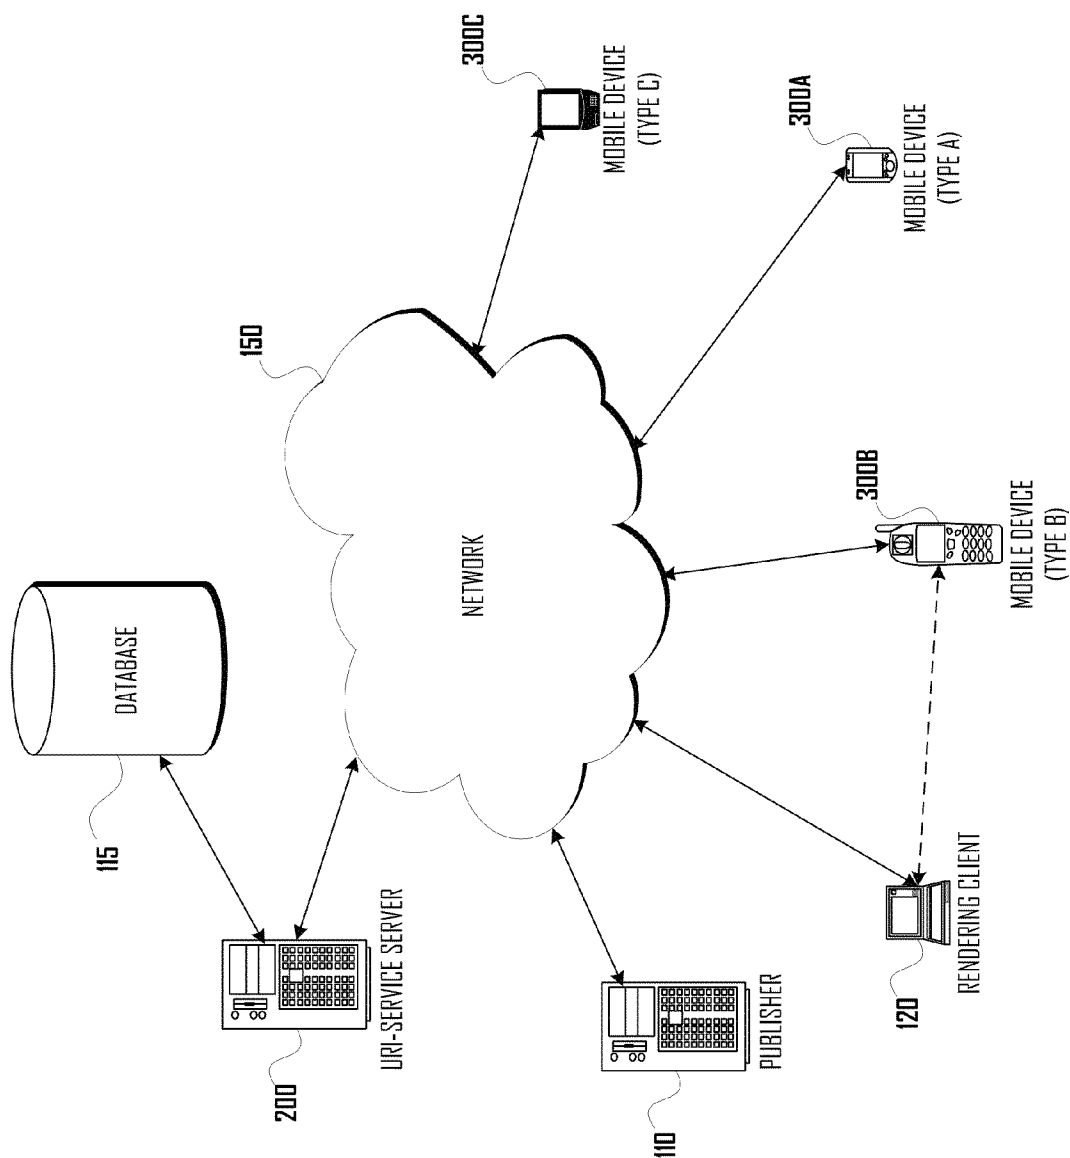 115
DATABASE
200
URI-SERVICE SERVER
150
NETWORK
300C
MOBILE DEVICE
(TYPE C)
110
PUBLISHER
120
RENDERING CLIENT
300B
MOBILE DEVICE
(TYPE B)
300A
MOBILE DEVICE
(TYPE A)